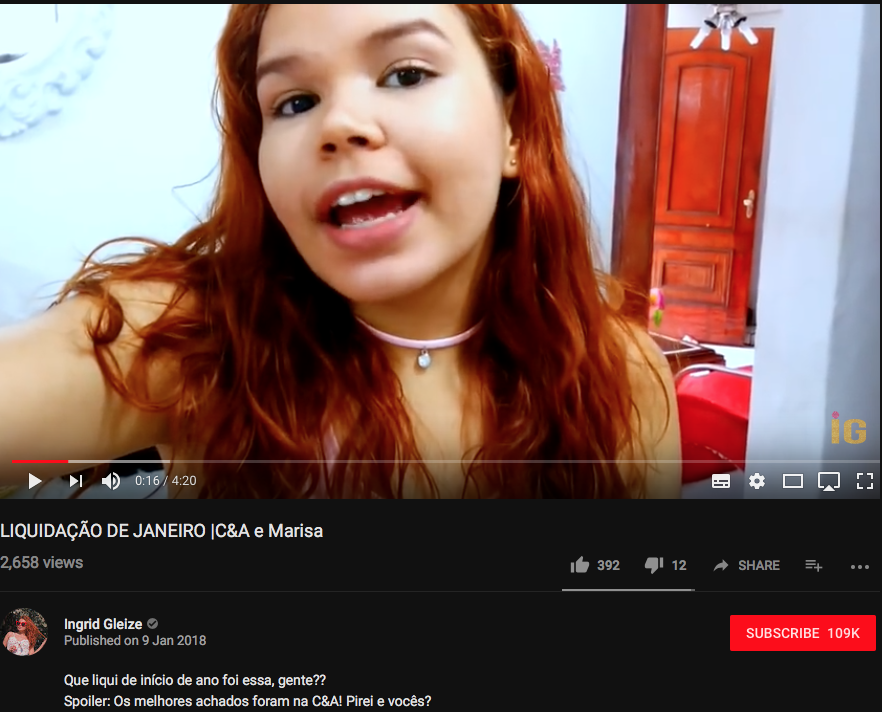 iG
0:16 / 4:20
LIQUIDAÇÃO DE JANEIRO |C&A e Marisa
2,658 views
392
12
SHARE
Ingrid Gleize
Published on 9 Jan 2018
SUBSCRIBE 109K
Que liqui de início de ano foi essa, gente??
Spoiler: Os melhores achados foram na C&A! Pirei e vocês?